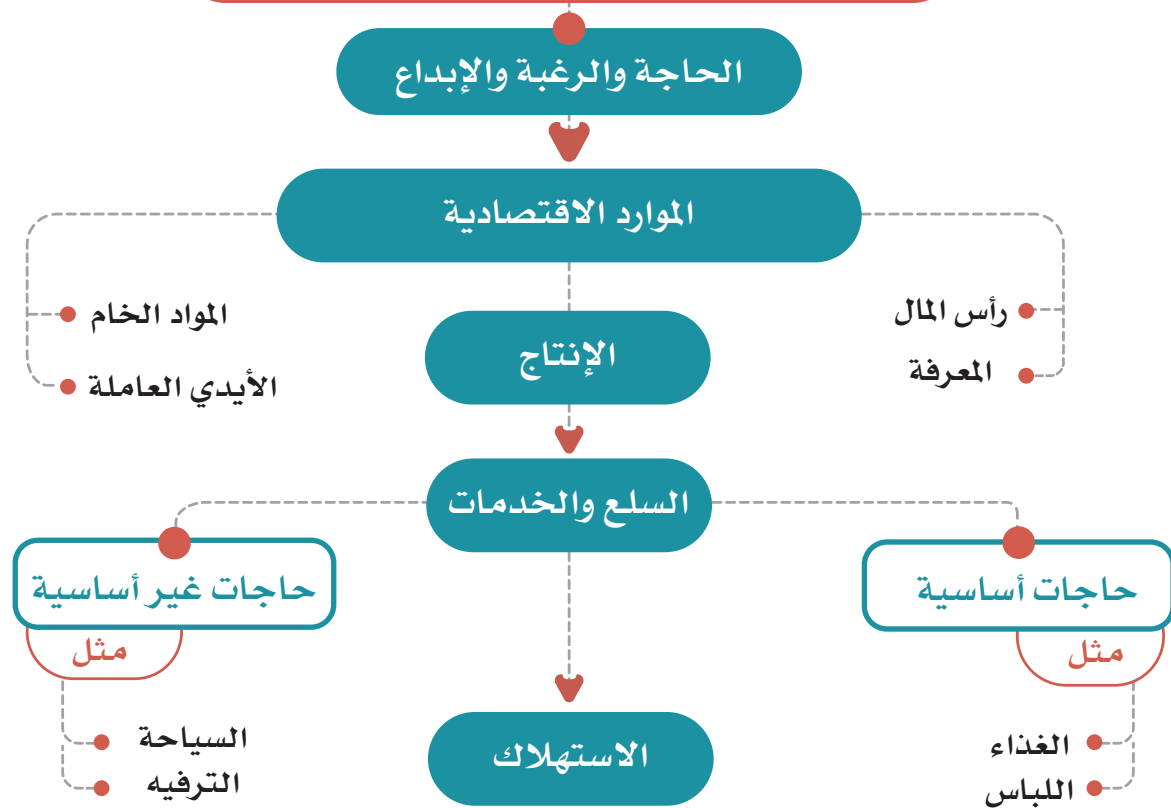 الحاجة والرغبة والإبداع
الموارد الاقتصادية
رأس المال
المعرفة
المواد الخام
الأيدي العاملة
الإنتاج
السلع والخدمات
حاجات أساسية
مثل
الغذاء
اللباس
حاجات غير أساسية
مثل
السياحة
الترفيه
الاستهلاك